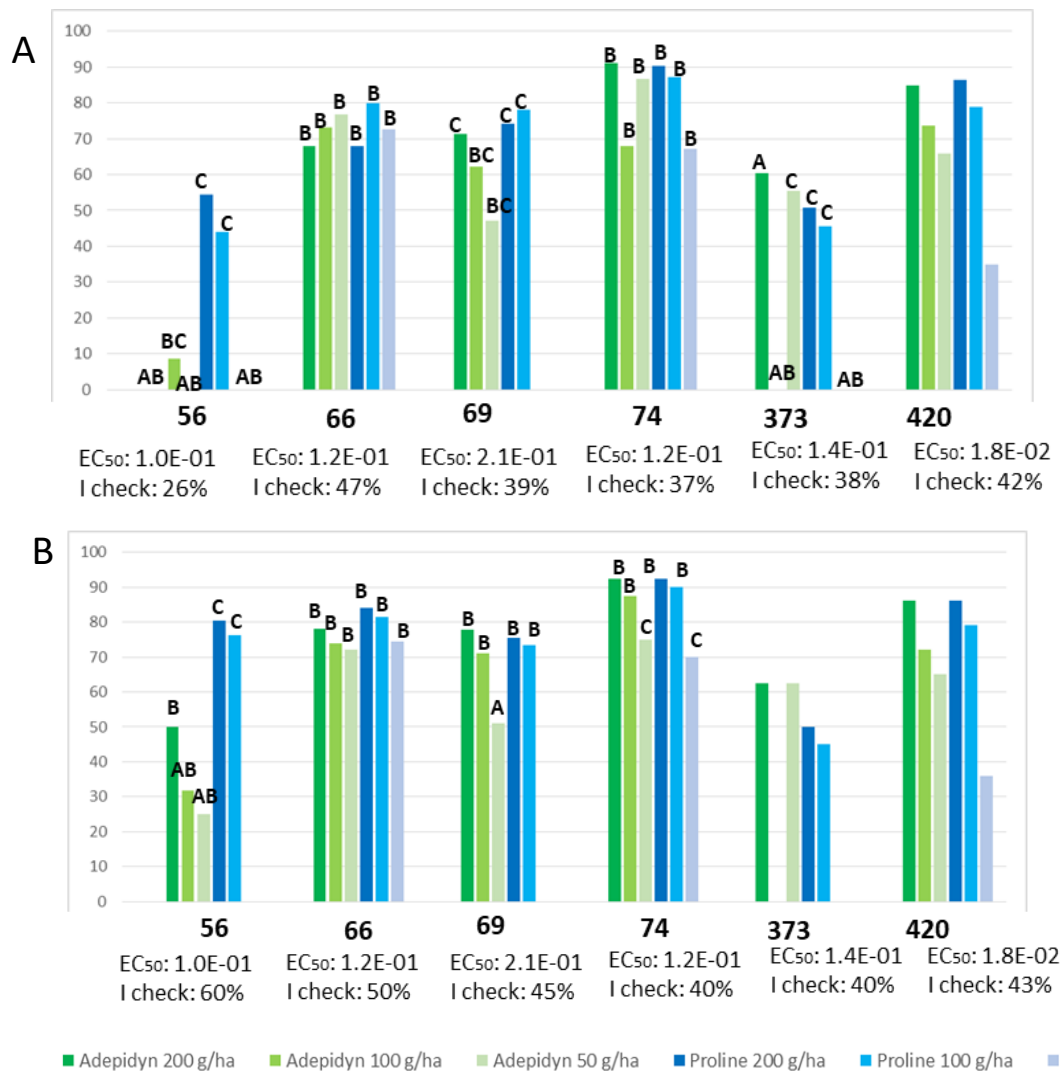 A
100
90
80
70
60
50
40
30
20
10
0
AB BC AB C C AB
B B B B B B
C BC BC C C
B B B B B B
A AB C C C AB
56 66 69 74 373 420
EC₅₀: 1.0E-01 EC₅₀: 1.2E-01 EC₅₀: 2.1E-01 EC₅₀: 1.2E-01 EC₅₀: 1.4E-01 EC₅₀: 1.8E-02
I check: 26% I check: 47% I check: 39% I check: 37% I check: 38% I check: 42%
B
100
90
80
70
60
50
40
30
20
10
0
B AB AB C C
B B B B B B
B B A B B
B B C B B C
56 66 69 74 373 420
EC₅₀: 1.0E-01 EC₅₀: 1.2E-01 EC₅₀: 2.1E-01 EC₅₀: 1.2E-01 EC₅₀: 1.4E-01 EC₅₀: 1.8E-02
I check: 60% I check: 50% I check: 45% I check: 40% I check: 40% I check: 43%
Adepidyn 200 g/ha Adepidyn 100 g/ha Adepidyn 50 g/ha Proline 200 g/ha Proline 100 g/ha